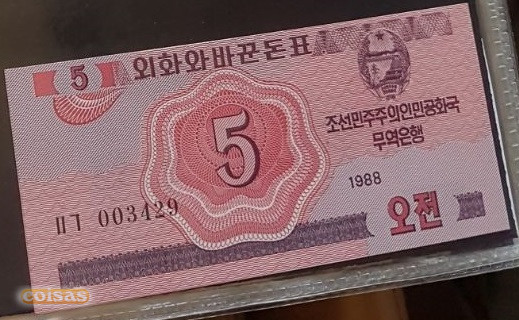 5 외화와바꾼돈표
조선민주주의인민공화국
무역은행
5
1988
ㅂㄱ 003429
오전
coisas